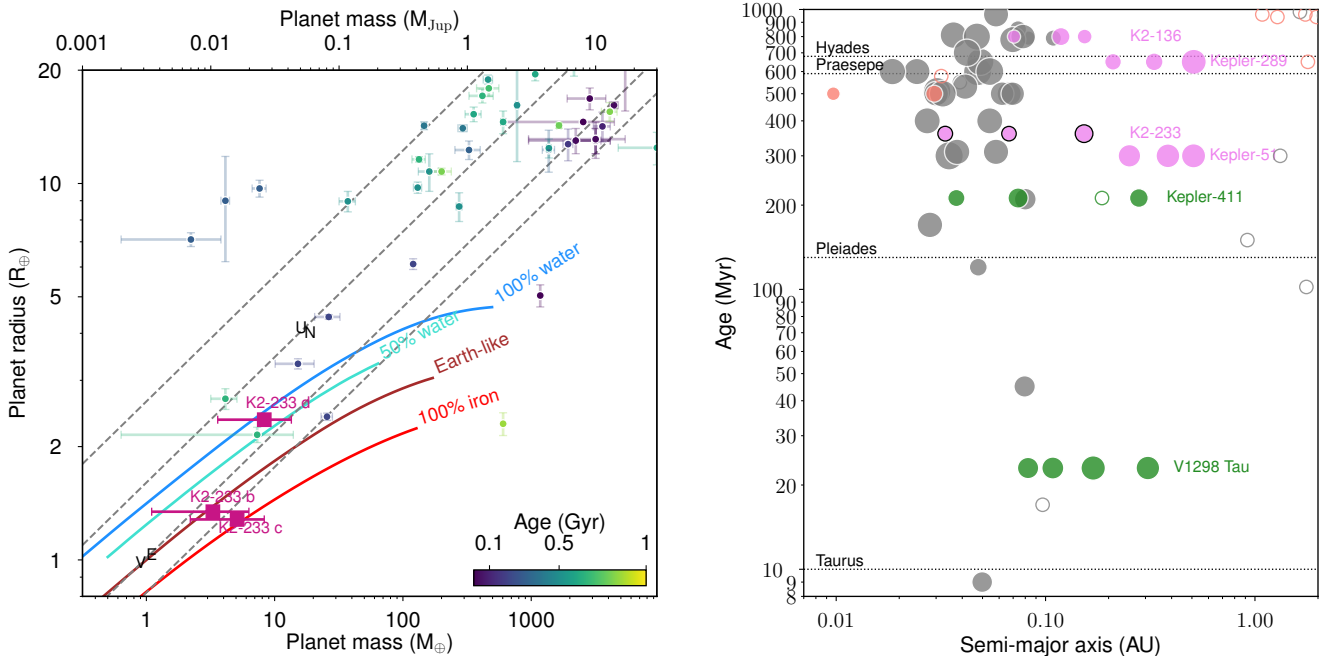 Planet mass (M_Jup)
0.001 0.01 0.1 1 10
20
10
5
2
1
Planet radius (R⊕)
100% water
50% water
Earth-like
100% iron
U N
K2-233 d
K2-233 b
K2-233 c
V E
Age (Gyr)
0.1 0.5 1
1 10 100 1000
Planet mass (M⊕)
1000
900
800
700
600
500
400
300
200
100
90
80
70
60
50
40
30
20
10
9
8
Age (Myr)
K2-136
Hyades
Kepler-289
Praesepe
K2-233
Kepler-51
Kepler-411
Pleiades
V1298 Tau
Taurus
0.01 0.10 1.00
Semi-major axis (AU)